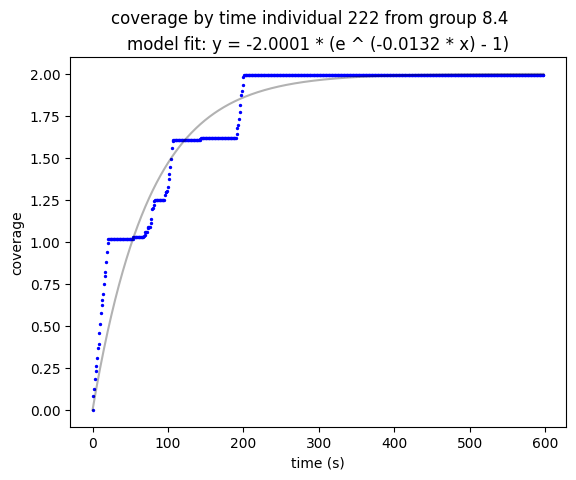 coverage by time individual 222 from group 8.4
model fit: y = -2.0001 * (e ^ (-0.0132 * x) - 1)
2.00
1.75
1.50
1.25
1.00
0.75
0.50
0.25
0.00
coverage
0 100 200 300 400 500 600
time (s)